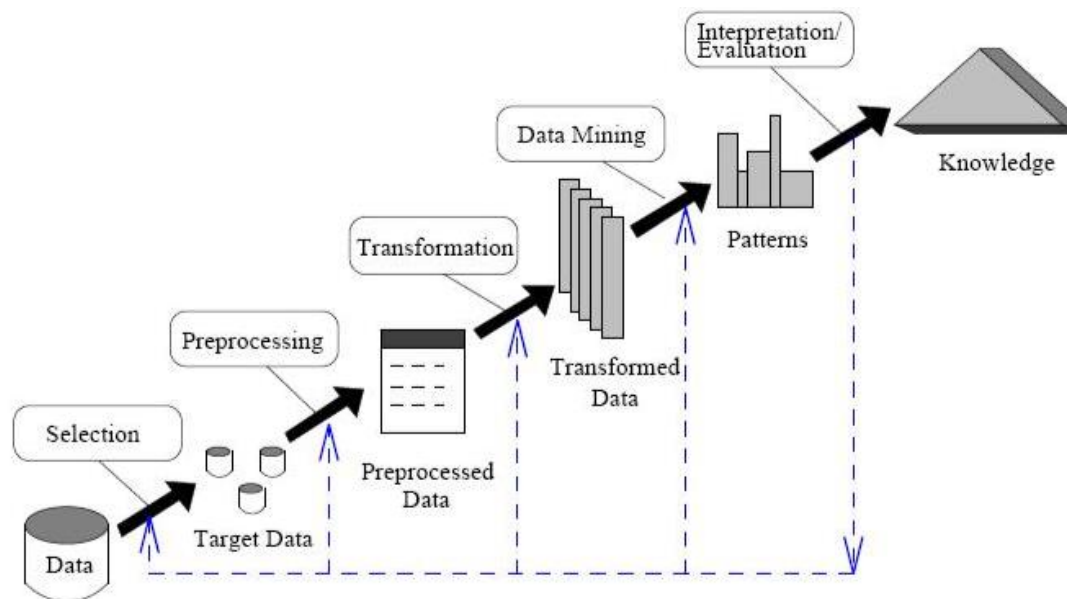 Interpretation/
Evaluation
Knowledge
Data Mining
Patterns
Transformation
Transformed
Data
Preprocessing
Preprocessed
Data
Selection
Target Data
Data